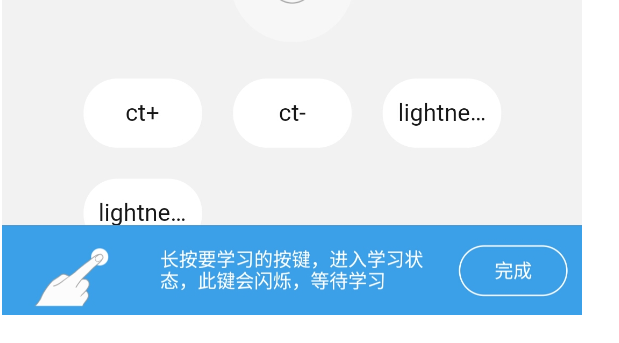 ct+
ct-
lightne...
lightne...
长按要学习的按键，进入学习状
态，此键会闪烁，等待学习
完成